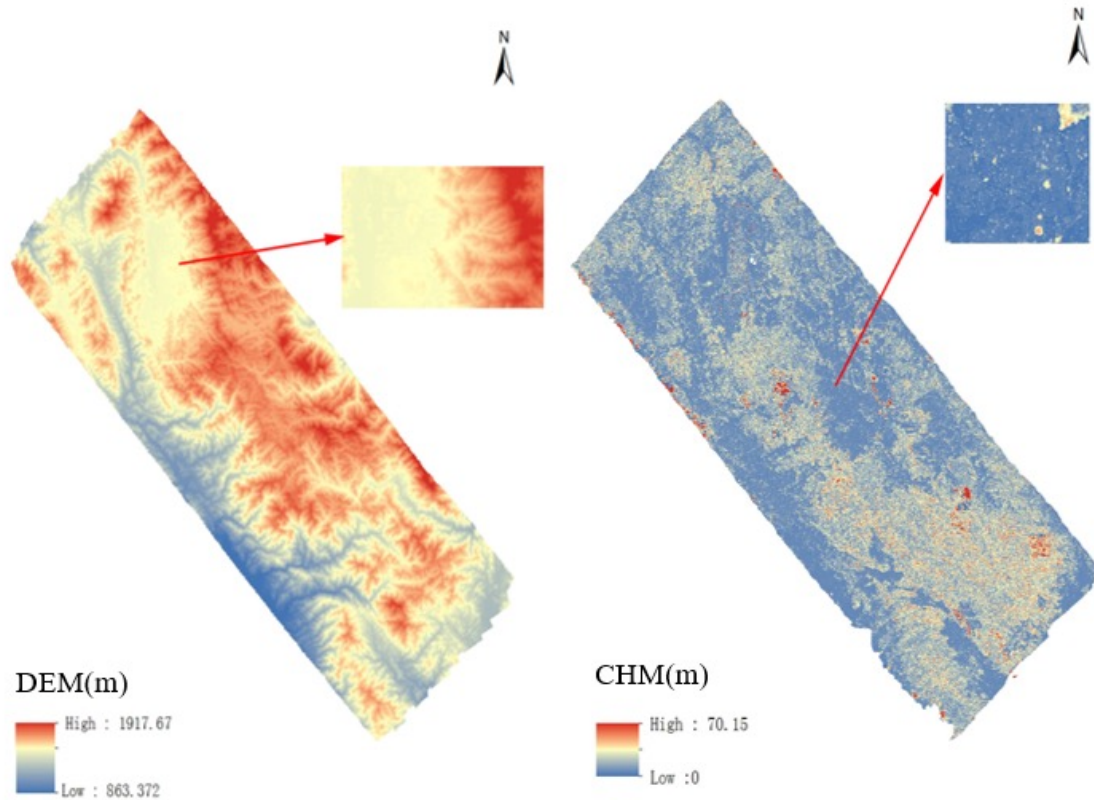 N
N
DEM(m)
High : 1917.67
Low : 863.372
CHM(m)
High : 70.15
Low :0